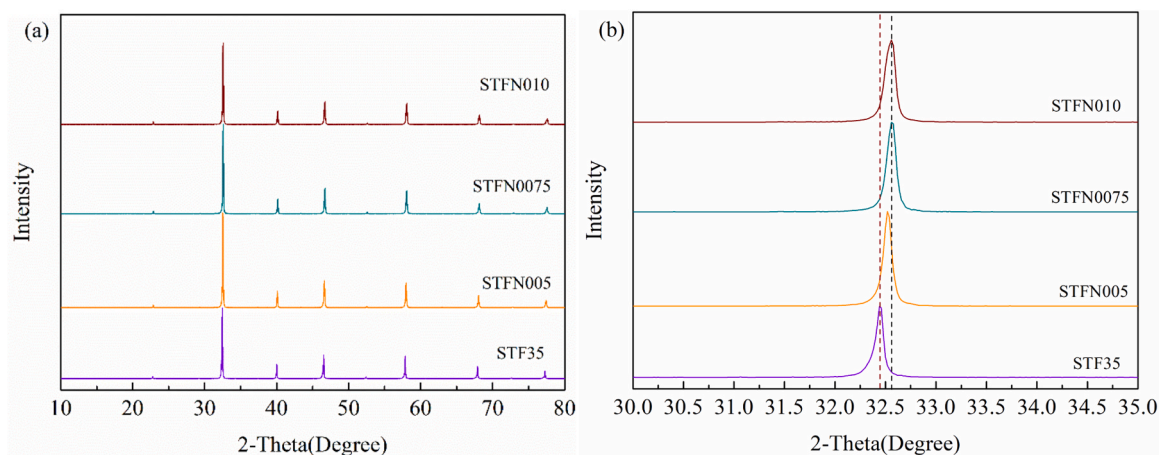 (a)
STFN010
STFN0075
STFN005
STF35
Intensity
10 20 30 40 50 60 70 80
2-Theta(Degree)
(b)
STFN010
STFN0075
STFN005
STF35
Intensity
30.0 30.5 31.0 31.5 32.0 32.5 33.0 33.5 34.0 34.5 35.0
2-Theta(Degree)